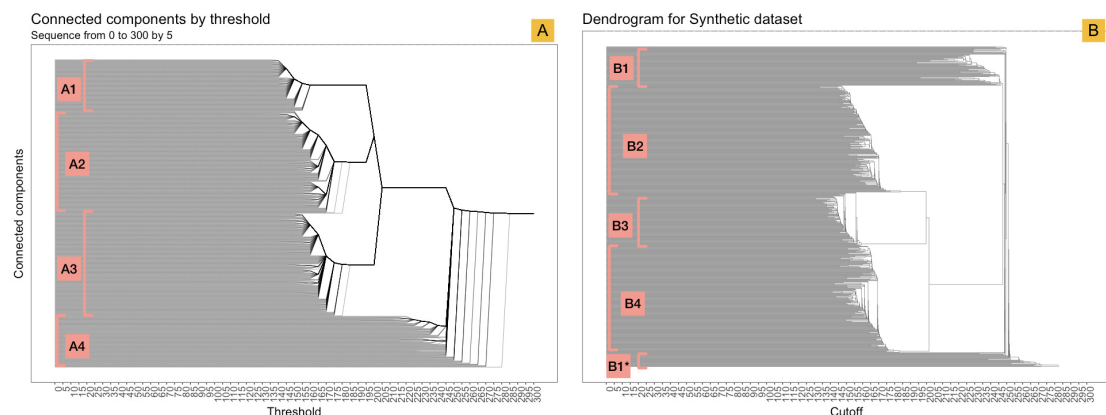 Connected components by threshold
Sequence from 0 to 300 by 5
A
A1
A2
A3
A4
Connected components
0 5 10 15 20 25 30 35 40 45 50 55 60 65 70 75 80 85 90 95 100 105 110 115 120 125 130 135 140 145 150 155 160 165 170 175 180 185 190 195 200 205 210 215 220 225 230 235 240 245 250 255 260 265 270 275 280 285 290 295 300
Threshold
Dendrogram for Synthetic dataset
B
B1
B2
B3
B4
B1*
0 5 10 15 20 25 30 35 40 45 50 55 60 65 70 75 80 85 90 95 100 105 110 115 120 125 130 135 140 145 150 155 160 165 170 175 180 185 190 195 200 205 210 215 220 225 230 235 240 245 250 255 260 265 270 275 280 285 290 295 300
Cutoff